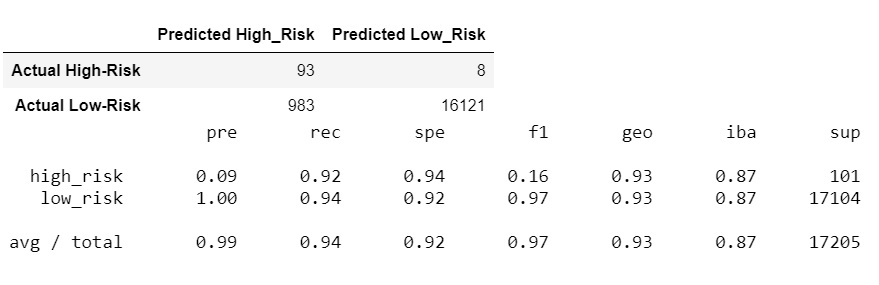 Predicted High_Risk Predicted Low_Risk
Actual High-Risk 93 8
Actual Low-Risk 983 16121
pre rec spe f1 geo iba sup
high_risk 0.09 0.92 0.94 0.16 0.93 0.87 101
low_risk 1.00 0.94 0.92 0.97 0.93 0.87 17104
avg / total 0.99 0.94 0.92 0.97 0.93 0.87 17205